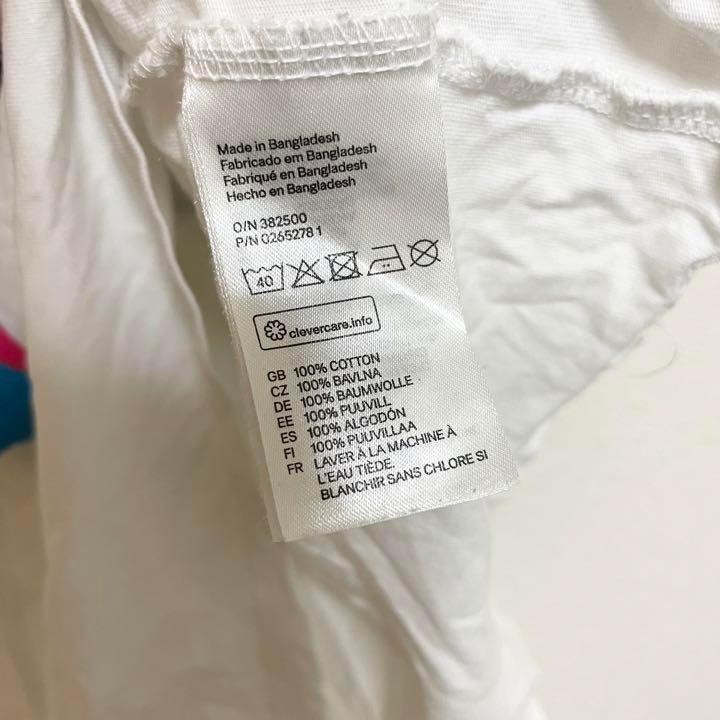 Made in Bangladesh
Fabricado em Bangladesh
Fabriqué en Bangladesh
Hecho en Bangladesh
O/N 382500
P/N 0265278 1
40
clevercare.info
GB 100% COTTON
CZ 100% BAVLNA
DE 100% BAUMWOLLE
EE 100% PUUVILL
ES 100% ALGODÓN
FI 100% PUUVILLAA
FR LAVER À LA MACHINE À
L'EAU TIÈDE.
BLANCHIR SANS CHLORE SI